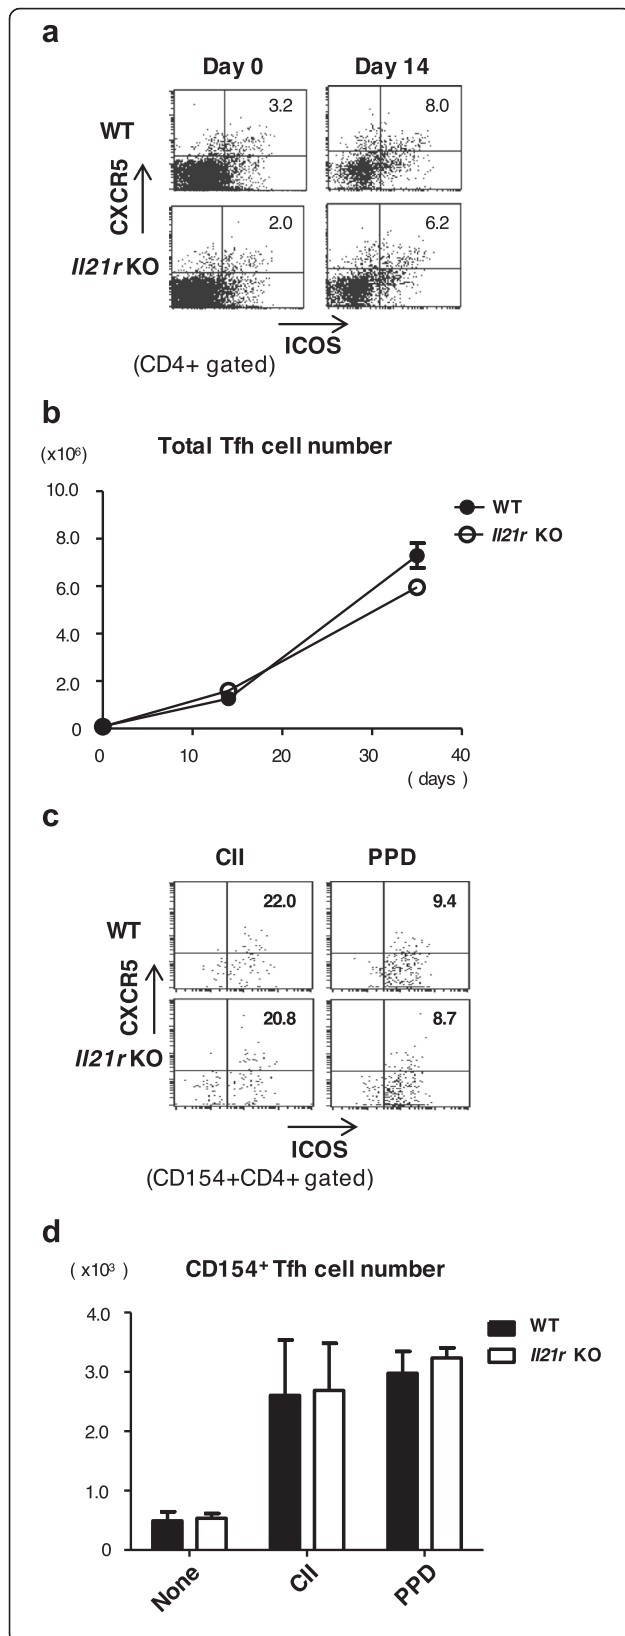 a
Day 0 Day 14
WT
3.2 8.0
CXCR5
Il21r KO
2.0 6.2
ICOS
(CD4+ gated)
b
(x10⁶) Total Tfh cell number
10.0
8.0
6.0
4.0
2.0
0
WT
Il21r KO
0 10 20 30 40
( days )
c
CII PPD
WT
22.0 9.4
CXCR5
Il21r KO
20.8 8.7
ICOS
(CD154+CD4+ gated)
d
( x10³ ) CD154⁺ Tfh cell number
4.0
3.0
2.0
1.0
0
WT
Il21r KO
None CII PPD